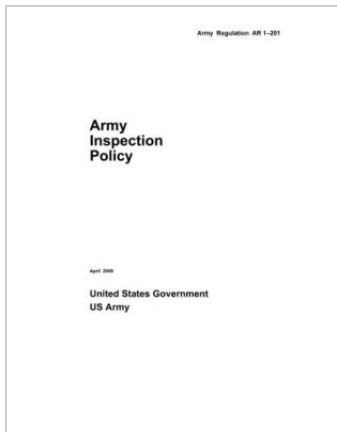 Army Regulation AR 1–201
Army
Inspection
Policy
April 2008
United States Government
US Army